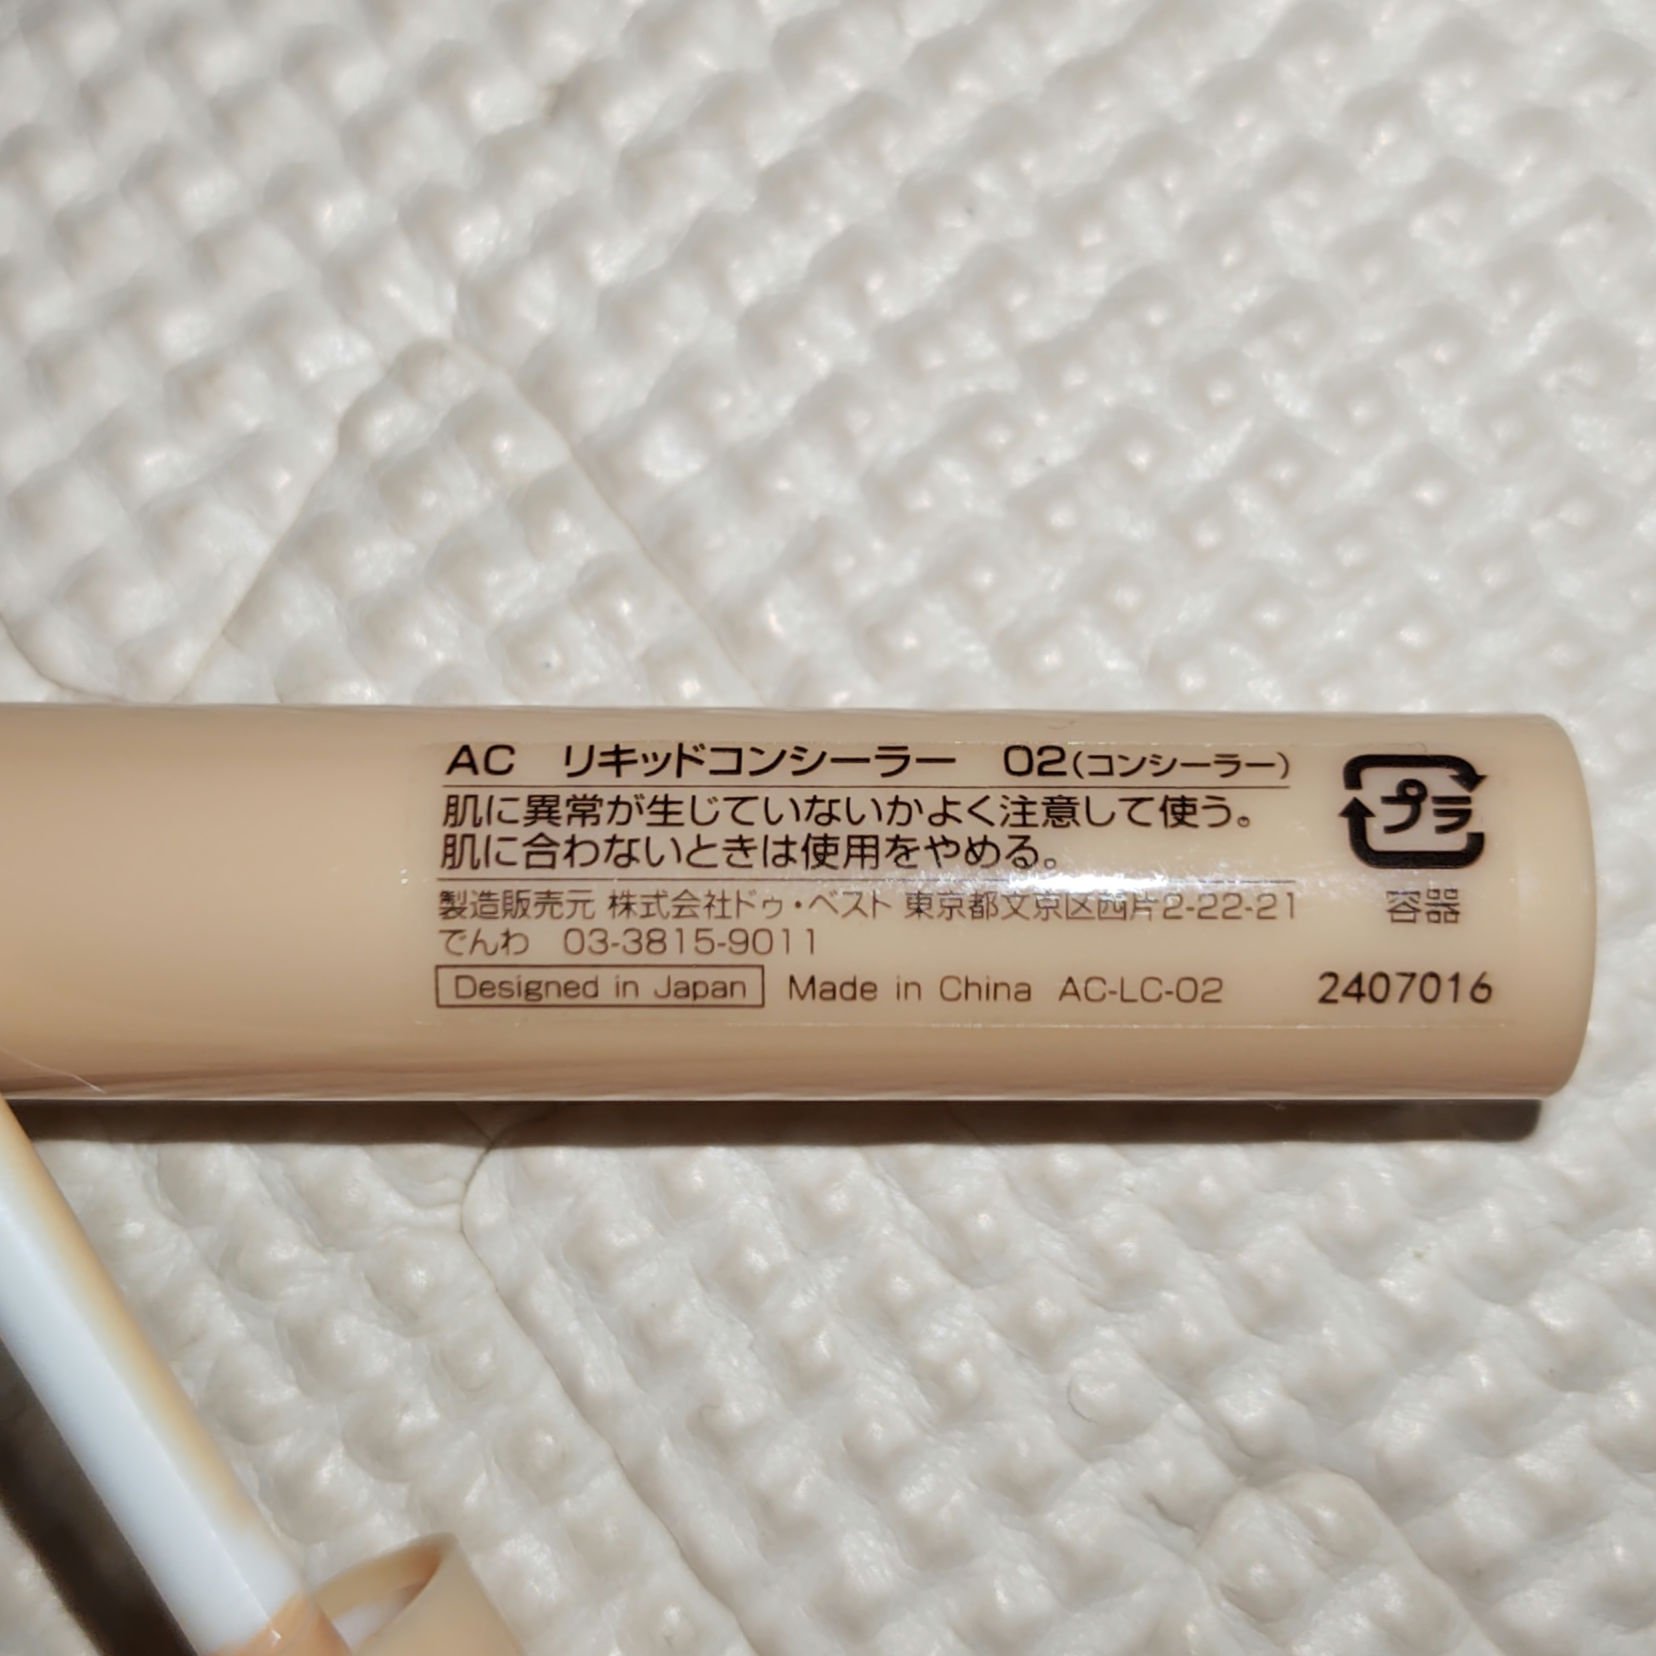 AC リキッドコンシーラー 02(コンシーラー)
肌に異常が生じていないかよく注意して使う。
肌に合わないときは使用をやめる。
製造販売元 株式会社ドゥ・ベスト 東京都文京区西片2-22-21
でんわ 03-3815-9011
Designed in Japan Made in China AC-LC-02
プラ
容器
2407016